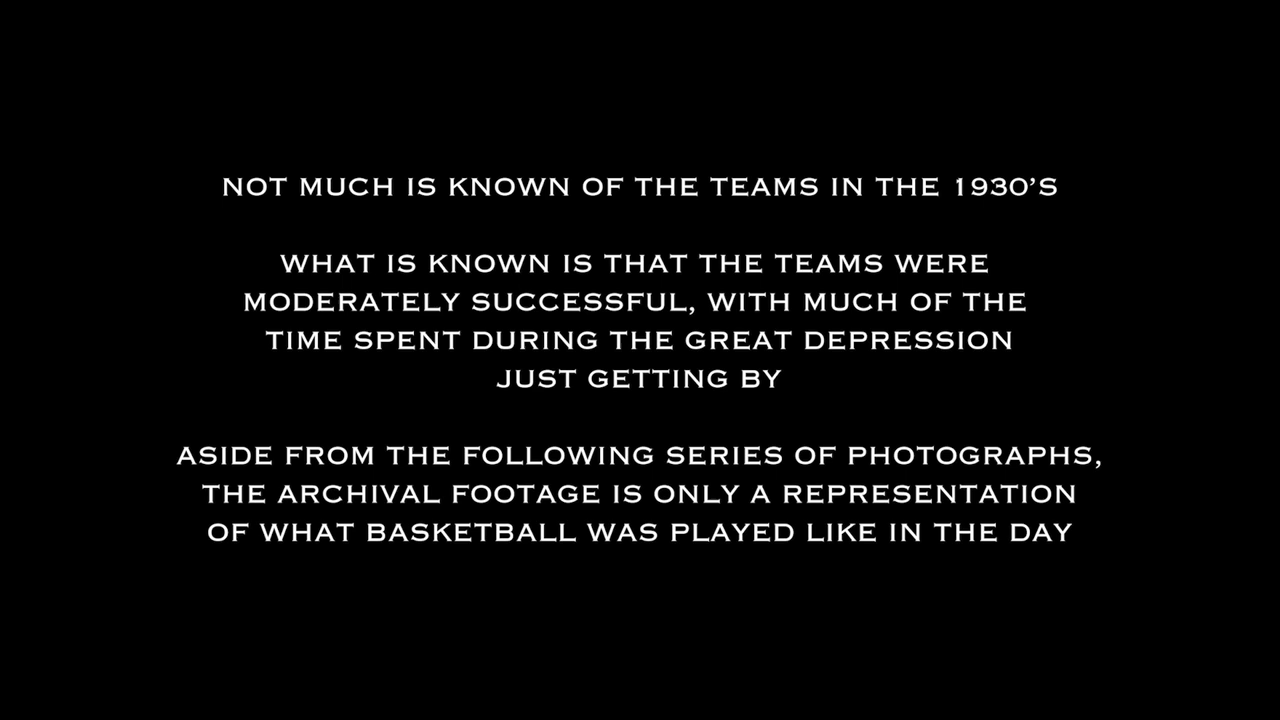 NOT MUCH IS KNOWN OF THE TEAMS IN THE 1930’S
WHAT IS KNOWN IS THAT THE TEAMS WERE
MODERATELY SUCCESSFUL, WITH MUCH OF THE
TIME SPENT DURING THE GREAT DEPRESSION
JUST GETTING BY
ASIDE FROM THE FOLLOWING SERIES OF PHOTOGRAPHS,
THE ARCHIVAL FOOTAGE IS ONLY A REPRESENTATION
OF WHAT BASKETBALL WAS PLAYED LIKE IN THE DAY